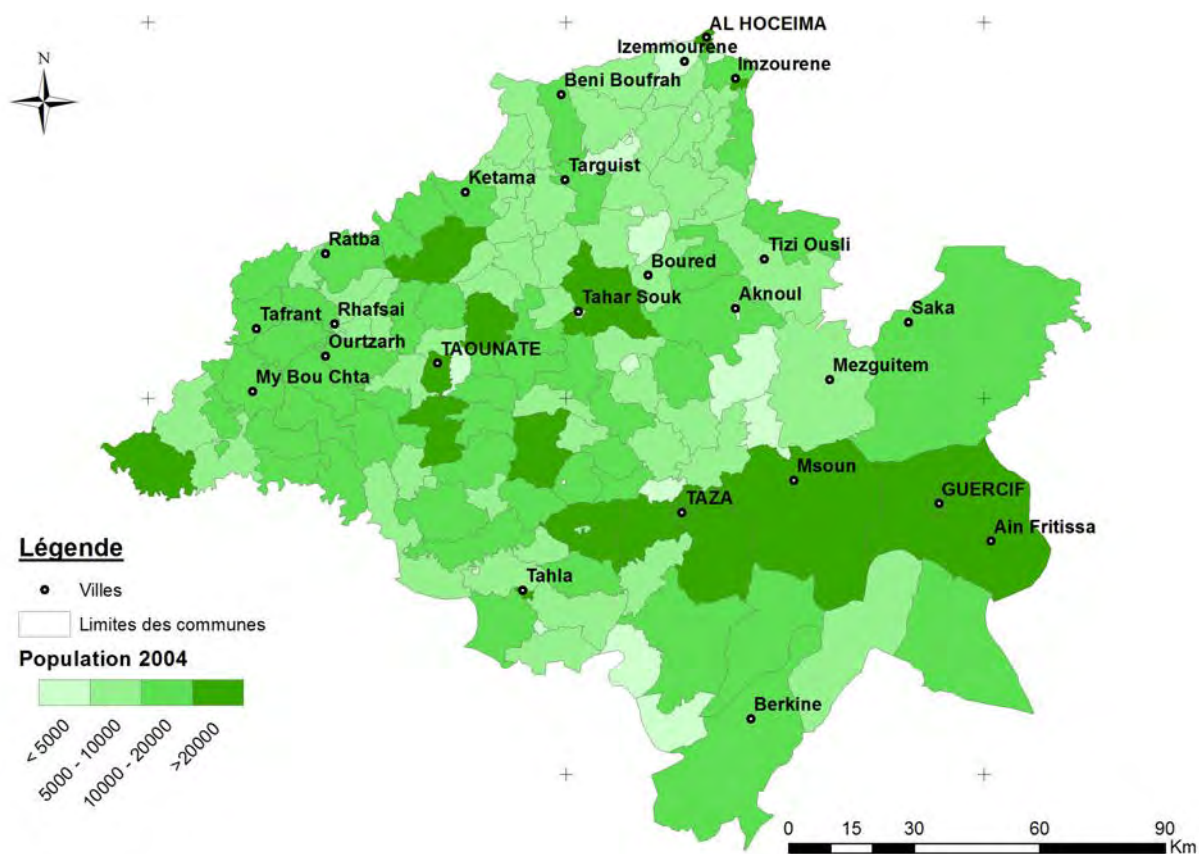 AL HOCEIMA
Izemmourene
Imzourene
N
Beni Boufrah
Targuist
Ketama
Ratba
Tizi Ousli
Boured
Tahar Souk
Aknoul
Saka
Tafrant
Rhafsai
Ourtzarh
TAOUNATE
Mezguitem
My Bou Chta
Msoun
TAZA
GUERCIF
Ain Fritissa
Tahla
Berkine
Légende
Villes
Limites des communes
Population 2004
< 5000
5000 - 10000
10000 - 20000
>20000
0 15 30 60 90
Km